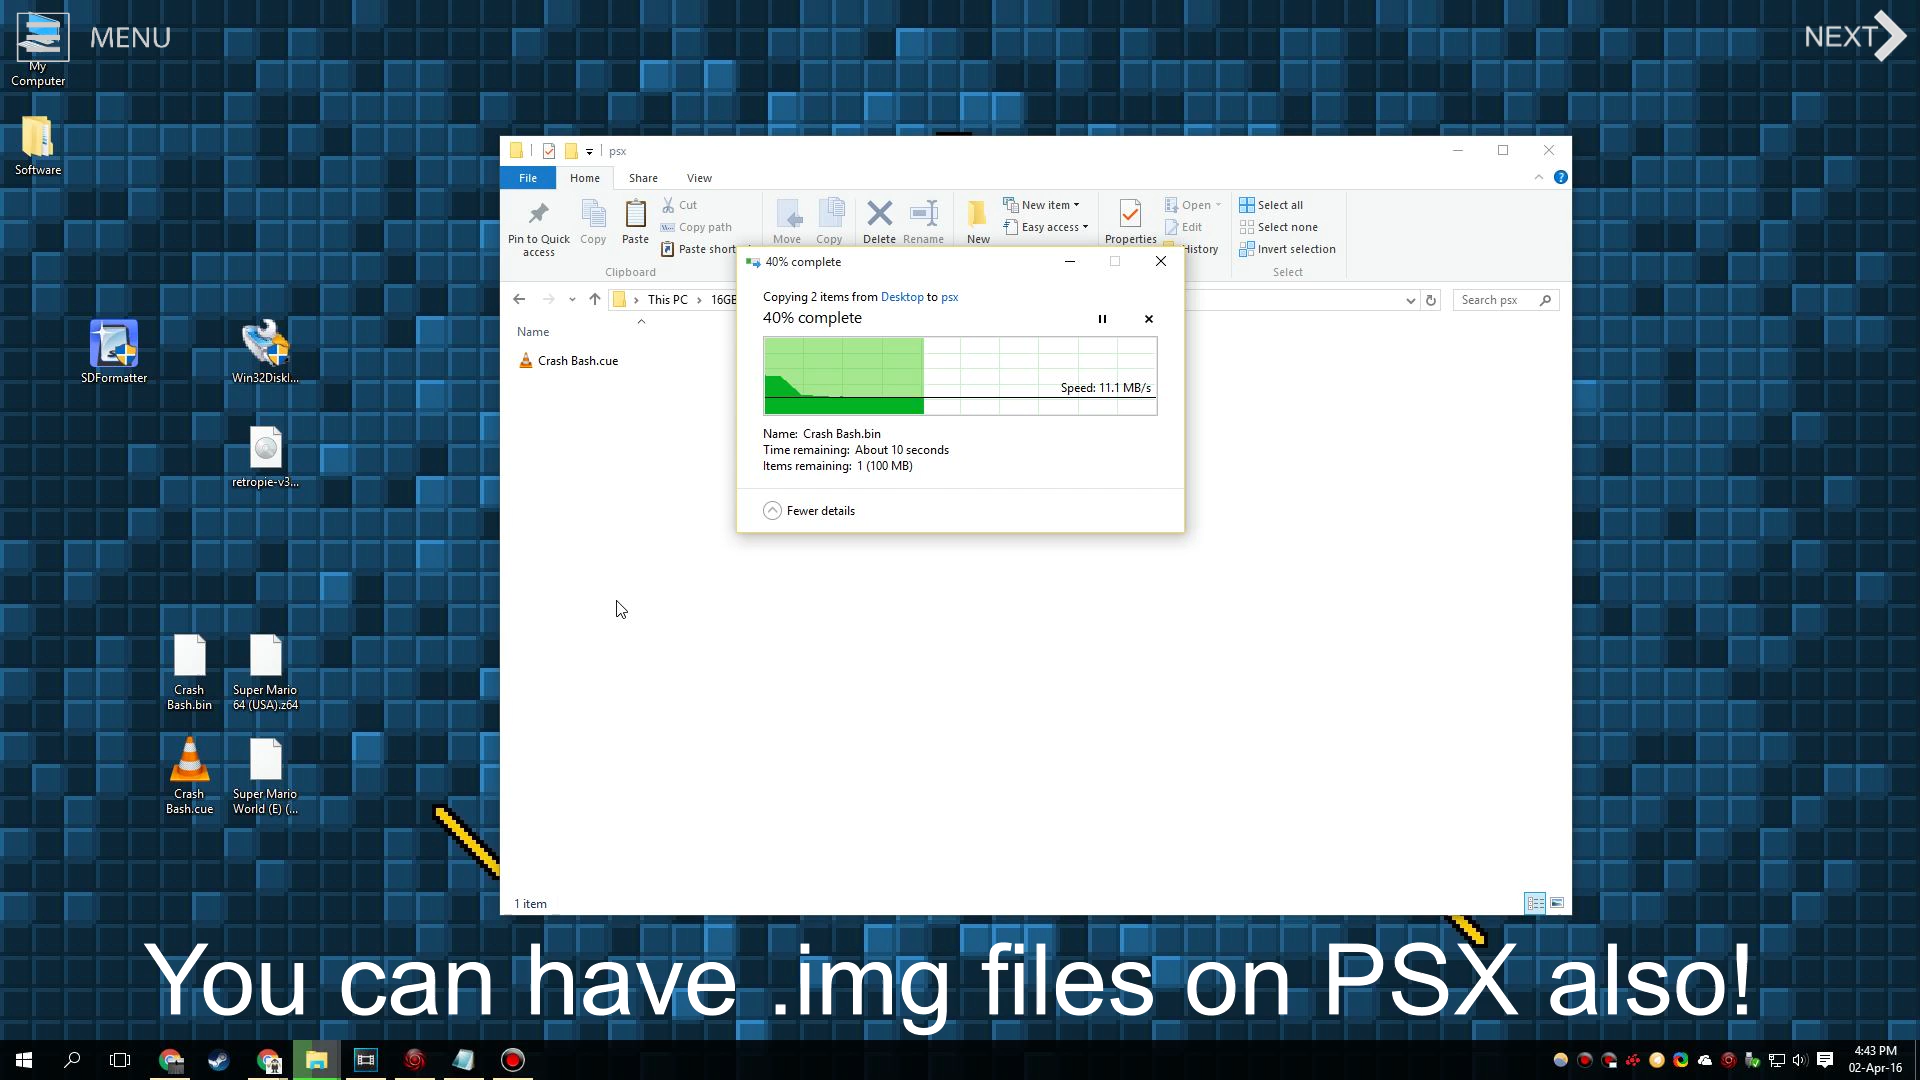 MENU
NEXT
My
Computer
Software
SDFormatter
Win32DiskI...
retropie-v3...
Crash
Bash.bin
Super Mario
64 (USA).z64
Crash
Bash.cue
Super Mario
World (E) (...
psx
File
Home
Share
View
Pin to Quick
access
Copy
Paste
Cut
Copy path
Paste short
Clipboard
Move
Copy
Delete
Rename
New
New item
Easy access
Properties
Open
Edit
History
Select all
Select none
Invert selection
Select
This PC
16GB
Search psx
Name
Crash Bash.cue
40% complete
Copying 2 items from Desktop to psx
40% complete
Speed: 11.1 MB/s
Name: Crash Bash.bin
Time remaining: About 10 seconds
Items remaining: 1 (100 MB)
Fewer details
1 item
You can have .img files on PSX also!
4:43 PM
02-Apr-16